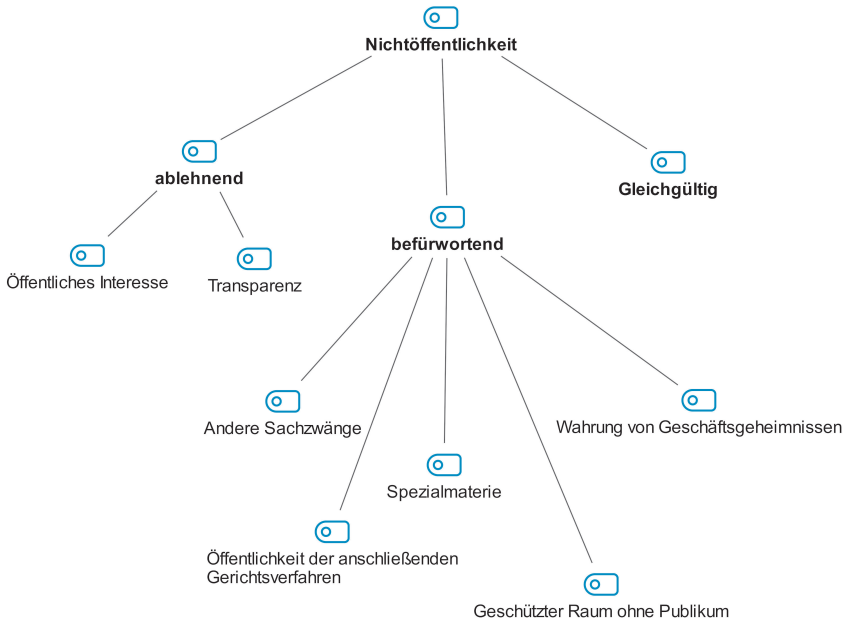 Nichtöffentlichkeit
ablehnend
Gleichgültig
befürwortend
Öffentliches Interesse
Transparenz
Andere Sachzwänge
Wahrung von Geschäftsgeheimnissen
Spezialmaterie
Öffentlichkeit der anschließenden
Gerichtsverfahren
Geschützter Raum ohne Publikum